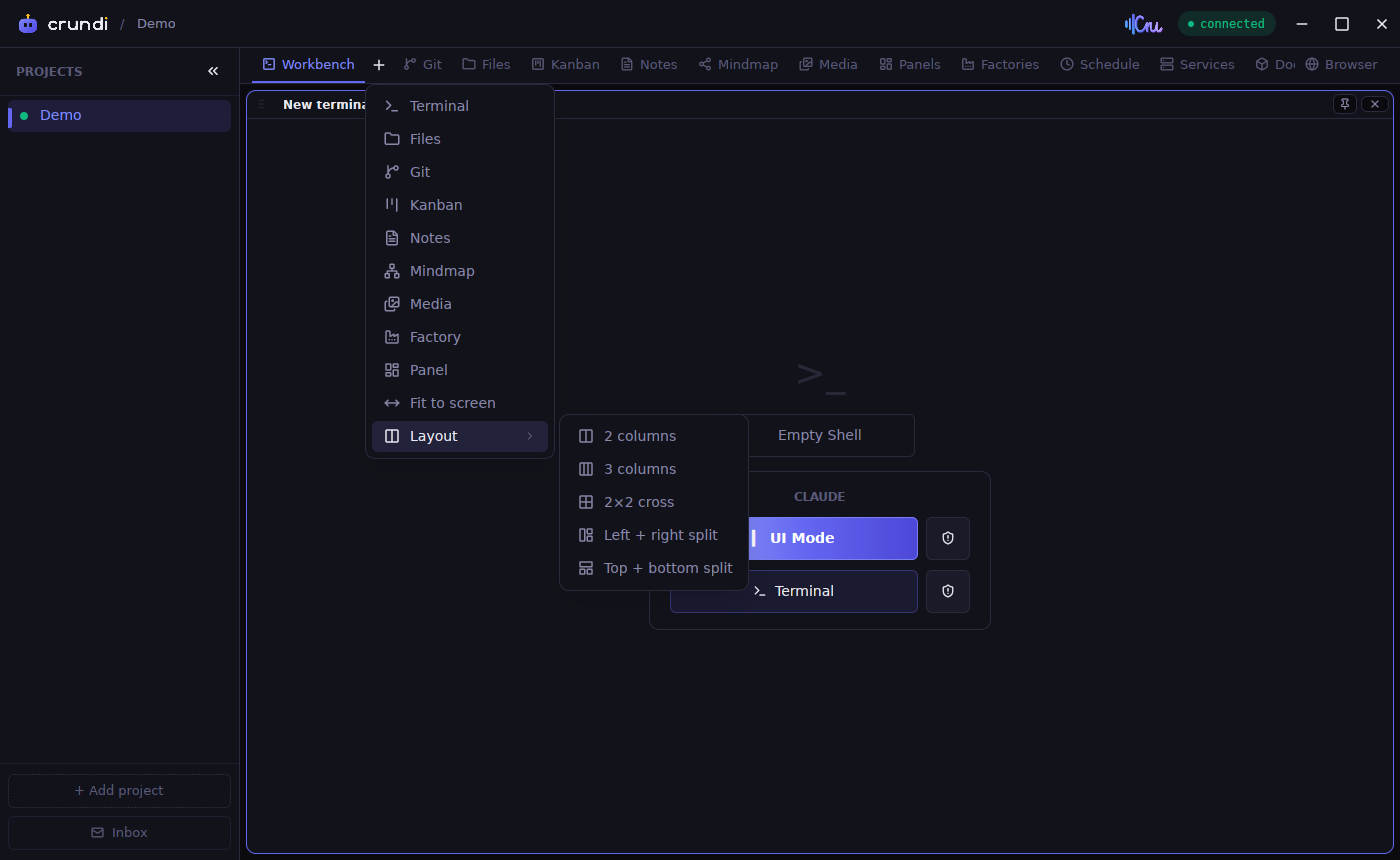 crundi / Demo
Cru
connected
PROJECTS
Workbench
Git
Files
Kanban
Notes
Mindmap
Media
Panels
Factories
Schedule
Services
Browser
Demo
New termina
Terminal
Files
Git
Kanban
Notes
Mindmap
Media
Factory
Panel
Fit to screen
Layout
2 columns
3 columns
2×2 cross
Left + right split
Top + bottom split
>_
Empty Shell
CLAUDE
UI Mode
Terminal
+ Add project
Inbox